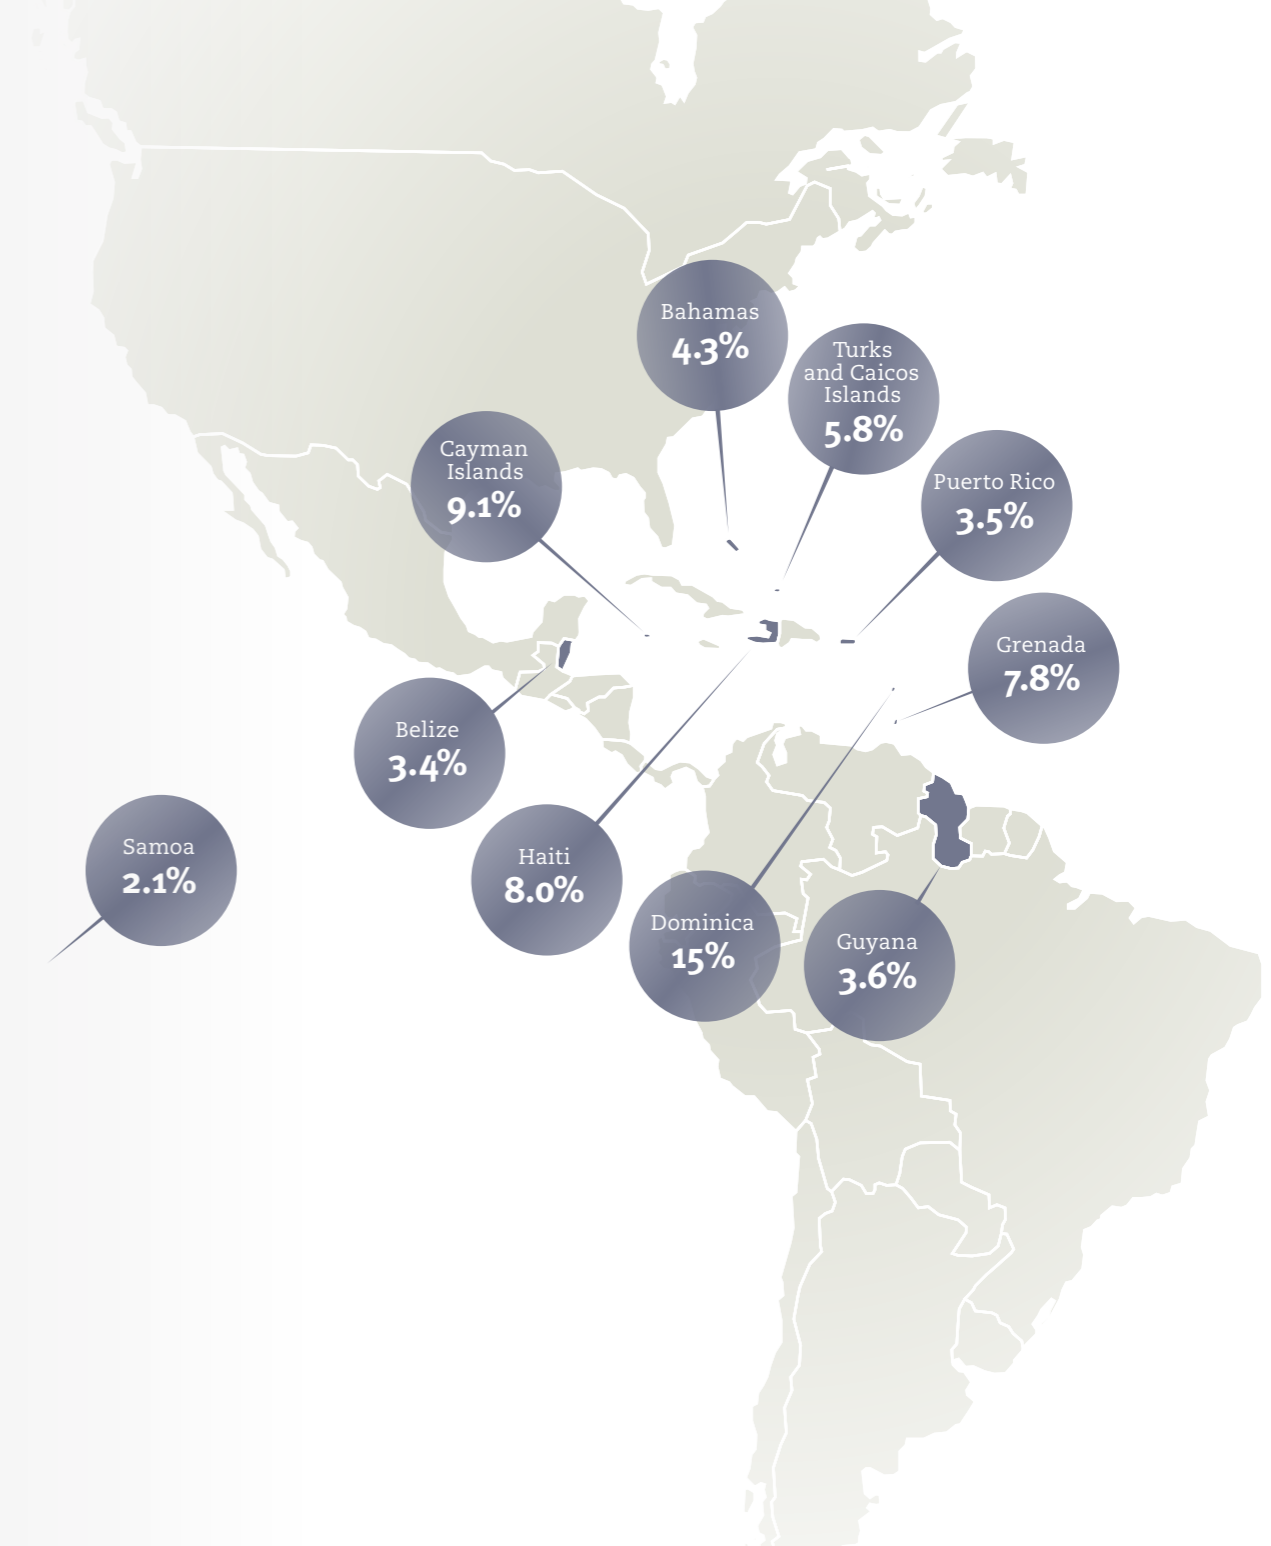 Bahamas
4.3%
Turks
and Caicos
Islands
5.8%
Cayman
Islands
9.1%
Puerto Rico
3.5%
Grenada
7.8%
Belize
3.4%
Samoa
2.1%
Haiti
8.0%
Dominica
15%
Guyana
3.6%